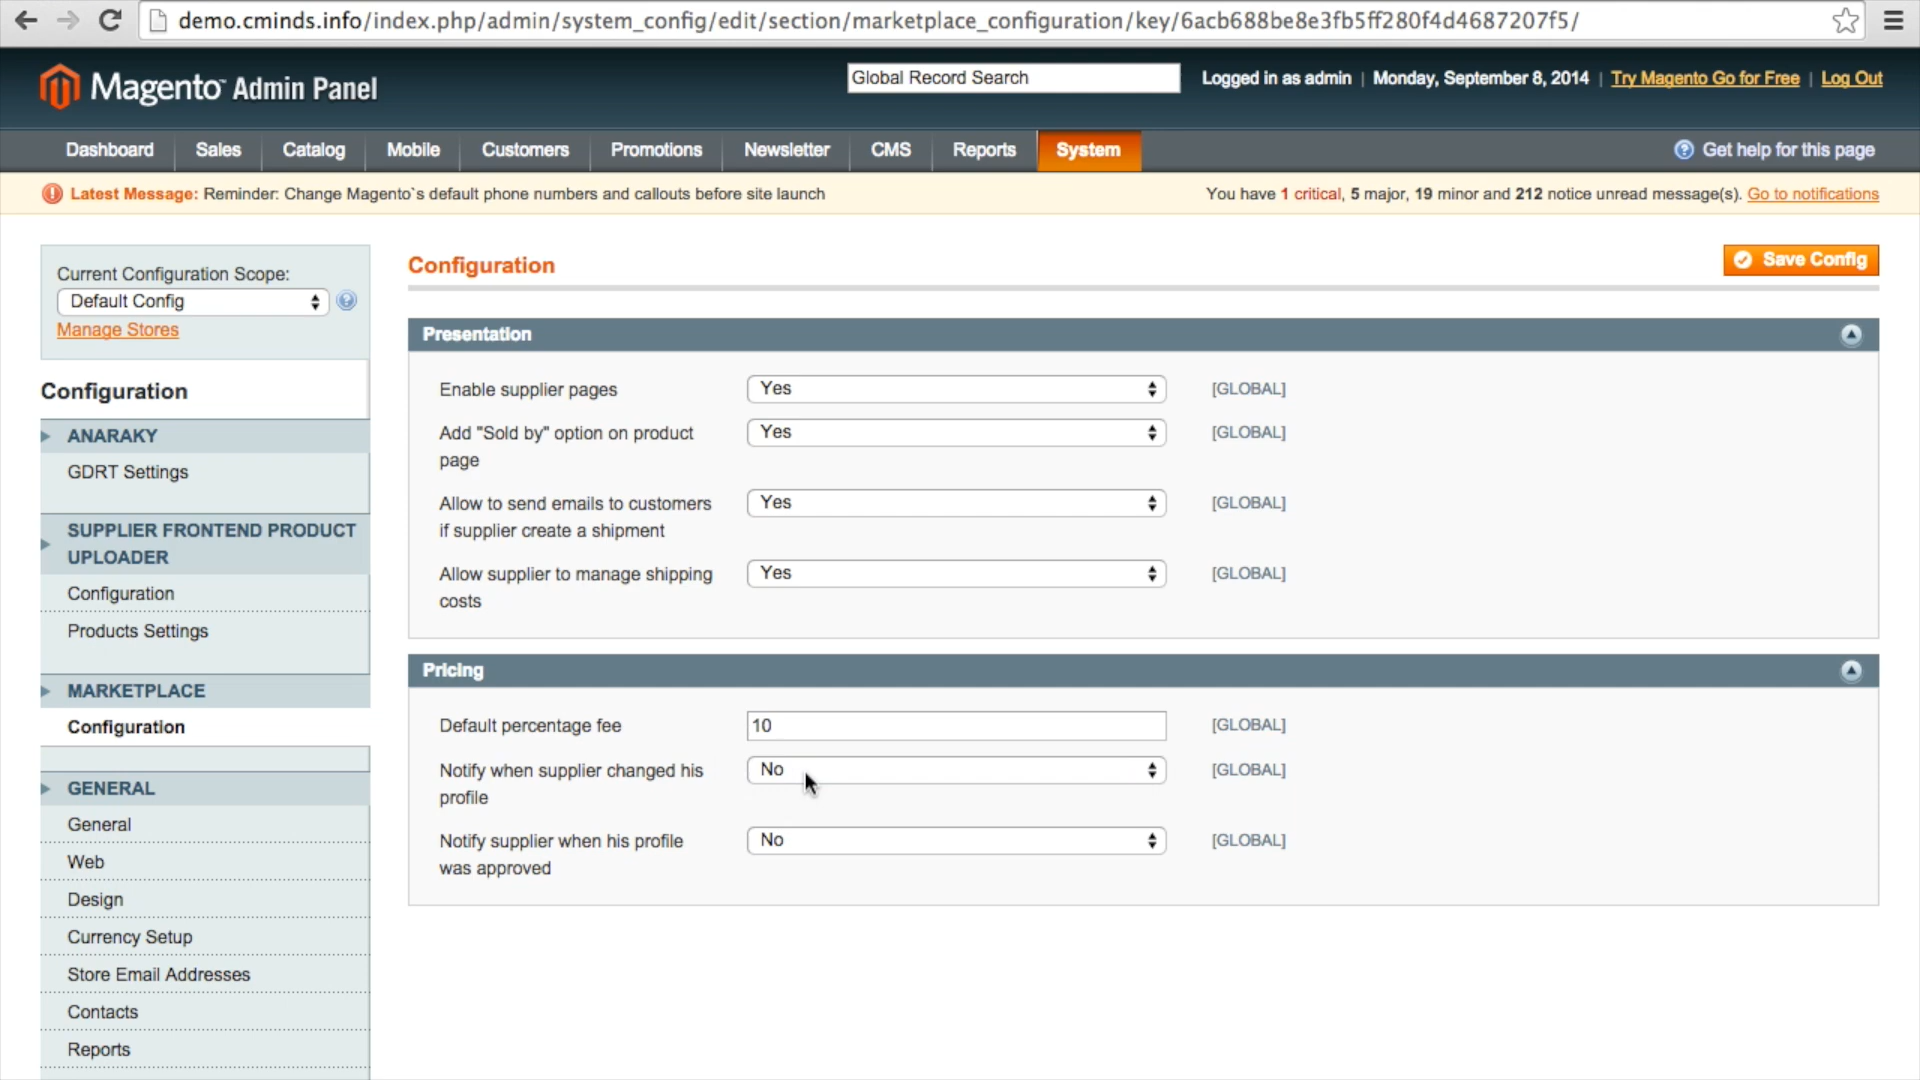 demo.cminds.info/index.php/admin/system_config/edit/section/marketplace_configuration/key/6acb688be8e3fb5ff280f4d4687207f5/
Magento Admin Panel
Global Record Search
Logged in as admin | Monday, September 8, 2014 | Try Magento Go for Free | Log Out
Dashboard Sales Catalog Mobile Customers Promotions Newsletter CMS Reports System
Get help for this page
Latest Message: Reminder: Change Magento`s default phone numbers and callouts before site launch
You have 1 critical, 5 major, 19 minor and 212 notice unread message(s). Go to notifications
Current Configuration Scope:
Default Config
Manage Stores
Configuration
ANARAKY
GDRT Settings
SUPPLIER FRONTEND PRODUCT
UPLOADER
Configuration
Products Settings
MARKETPLACE
Configuration
GENERAL
General
Web
Design
Currency Setup
Store Email Addresses
Contacts
Reports
Configuration
Save Config
Presentation
Enable supplier pages Yes [GLOBAL]
Add "Sold by" option on product Yes [GLOBAL]
page
Allow to send emails to customers Yes [GLOBAL]
if supplier create a shipment
Allow supplier to manage shipping Yes [GLOBAL]
costs
Pricing
Default percentage fee 10 [GLOBAL]
Notify when supplier changed his No [GLOBAL]
profile
Notify supplier when his profile No [GLOBAL]
was approved